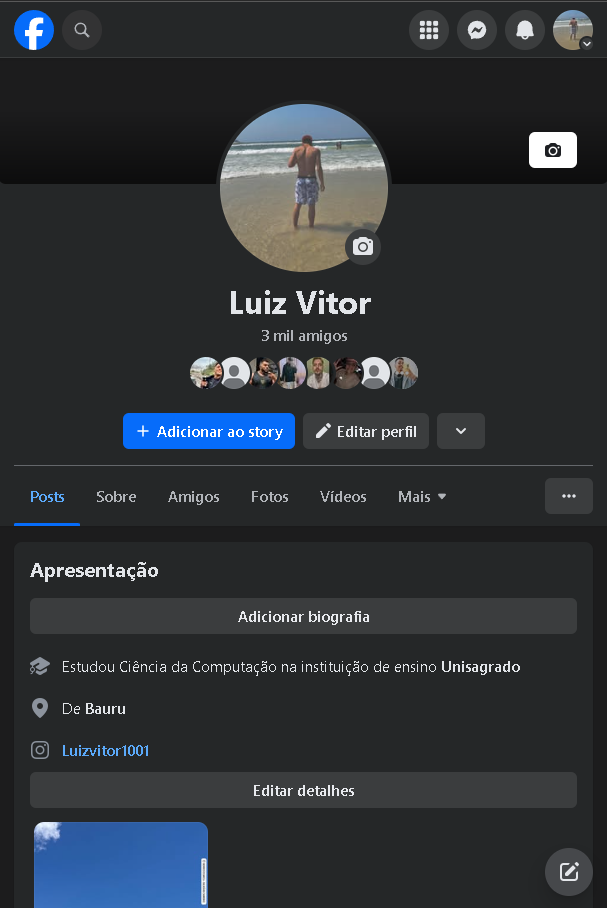 Luiz Vitor
3 mil amigos
+ Adicionar ao story
Editar perfil
Posts Sobre Amigos Fotos Vídeos Mais
Apresentação
Adicionar biografia
Estudou Ciência da Computação na instituição de ensino Unisagrado
De Bauru
Luizvitor1001
Editar detalhes